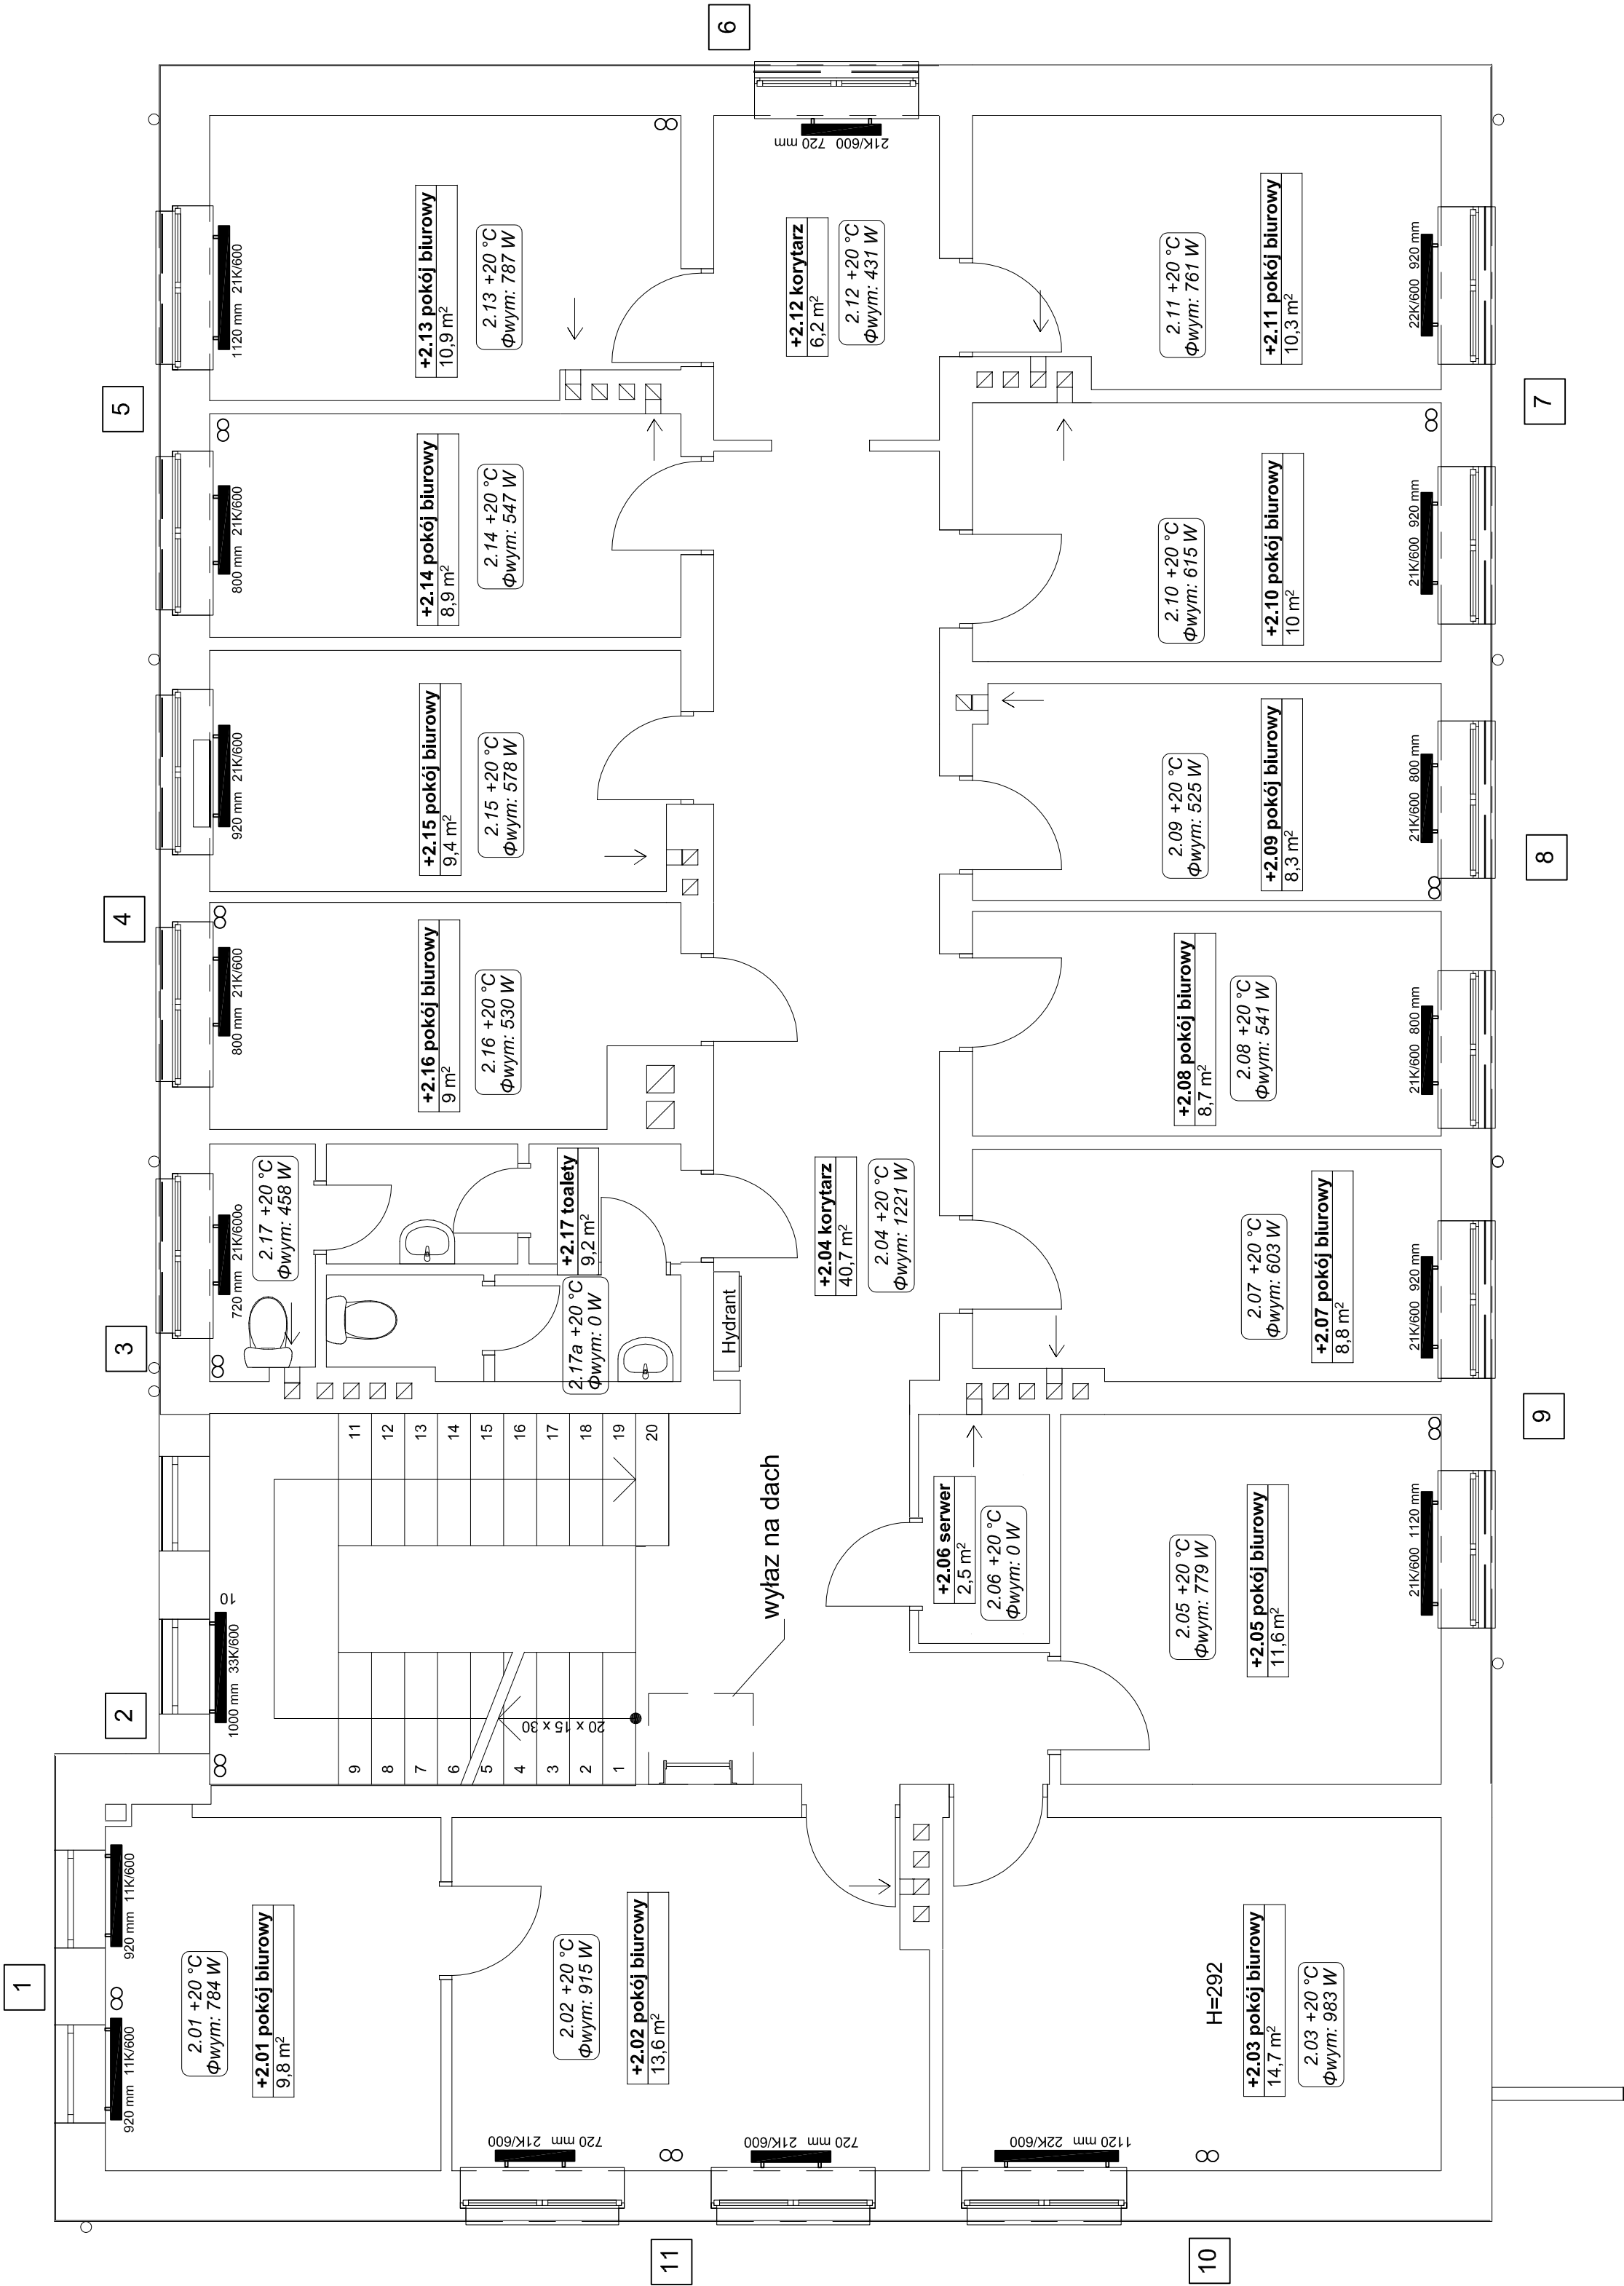 6
21K/600 720 mm
1120 mm 21K/600
+2.13 pokój biurowy
10,9 m²
2.13 +20 °C
Φwym: 787 W
+2.12 korytarz
6,2 m²
2.12 +20 °C
Φwym: 431 W
2.11 +20 °C
Φwym: 761 W
+2.11 pokój biurowy
10,3 m²
22K/600 920 mm
5
7
800 mm 21K/600
+2.14 pokój biurowy
8,9 m²
2.14 +20 °C
Φwym: 547 W
2.10 +20 °C
Φwym: 615 W
+2.10 pokój biurowy
10 m²
21K/600 920 mm
920 mm 21K/600
+2.15 pokój biurowy
9,4 m²
2.15 +20 °C
Φwym: 578 W
2.09 +20 °C
Φwym: 525 W
+2.09 pokój biurowy
8,3 m²
21K/600 800 mm
4
8
800 mm 21K/600
+2.16 pokój biurowy
9 m²
2.16 +20 °C
Φwym: 530 W
+2.08 pokój biurowy
8,7 m²
2.08 +20 °C
Φwym: 541 W
21K/600 800 mm
3
720 mm 21K/600o
2.17 +20 °C
Φwym: 458 W
+2.17 toalety
9,2 m²
2.17a +20 °C
Φwym: 0 W
Hydrant
+2.04 korytarz
40,7 m²
2.04 +20 °C
Φwym: 1221 W
2.07 +20 °C
Φwym: 603 W
+2.07 pokój biurowy
8,8 m²
21K/600 920 mm
9
11
12
13
14
15
16
17
18
19
20
wyłaz na dach
+2.06 serwer
2,5 m²
2.06 +20 °C
Φwym: 0 W
2.05 +20 °C
Φwym: 779 W
+2.05 pokój biurowy
11,6 m²
21K/600 1120 mm
2
1000 mm 33K/600
10
9
8
7
6
5
4
3
2
1
20 x 15 x 30
1
920 mm 11K/600
920 mm 11K/600
2.01 +20 °C
Φwym: 784 W
+2.01 pokój biurowy
9,8 m²
2.02 +20 °C
Φwym: 915 W
+2.02 pokój biurowy
13,6 m²
H=292
+2.03 pokój biurowy
14,7 m²
2.03 +20 °C
Φwym: 983 W
21K/600 720 mm
21K/600 720 mm
22K/600 1120 mm
11
10